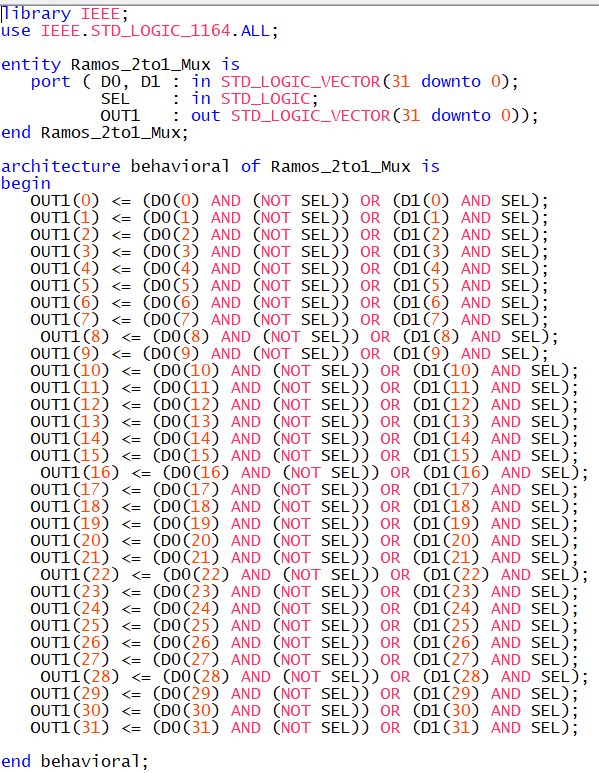 library IEEE;
use IEEE.STD_LOGIC_1164.ALL;

entity Ramos_2to1_Mux is
   port ( D0, D1 : in STD_LOGIC_VECTOR(31 downto 0);
          SEL    : in STD_LOGIC;
          OUT1   : out STD_LOGIC_VECTOR(31 downto 0));
end Ramos_2to1_Mux;

architecture behavioral of Ramos_2to1_Mux is
begin
   OUT1(0) <= (D0(0) AND (NOT SEL)) OR (D1(0) AND SEL);
   OUT1(1) <= (D0(1) AND (NOT SEL)) OR (D1(1) AND SEL);
   OUT1(2) <= (D0(2) AND (NOT SEL)) OR (D1(2) AND SEL);
   OUT1(3) <= (D0(3) AND (NOT SEL)) OR (D1(3) AND SEL);
   OUT1(4) <= (D0(4) AND (NOT SEL)) OR (D1(4) AND SEL);
   OUT1(5) <= (D0(5) AND (NOT SEL)) OR (D1(5) AND SEL);
   OUT1(6) <= (D0(6) AND (NOT SEL)) OR (D1(6) AND SEL);
   OUT1(7) <= (D0(7) AND (NOT SEL)) OR (D1(7) AND SEL);
    OUT1(8) <= (D0(8) AND (NOT SEL)) OR (D1(8) AND SEL);
   OUT1(9) <= (D0(9) AND (NOT SEL)) OR (D1(9) AND SEL);
   OUT1(10) <= (D0(10) AND (NOT SEL)) OR (D1(10) AND SEL);
   OUT1(11) <= (D0(11) AND (NOT SEL)) OR (D1(11) AND SEL);
   OUT1(12) <= (D0(12) AND (NOT SEL)) OR (D1(12) AND SEL);
   OUT1(13) <= (D0(13) AND (NOT SEL)) OR (D1(13) AND SEL);
   OUT1(14) <= (D0(14) AND (NOT SEL)) OR (D1(14) AND SEL);
   OUT1(15) <= (D0(15) AND (NOT SEL)) OR (D1(15) AND SEL);
    OUT1(16) <= (D0(16) AND (NOT SEL)) OR (D1(16) AND SEL);
   OUT1(17) <= (D0(17) AND (NOT SEL)) OR (D1(17) AND SEL);
   OUT1(18) <= (D0(18) AND (NOT SEL)) OR (D1(18) AND SEL);
   OUT1(19) <= (D0(19) AND (NOT SEL)) OR (D1(19) AND SEL);
   OUT1(20) <= (D0(20) AND (NOT SEL)) OR (D1(20) AND SEL);
   OUT1(21) <= (D0(21) AND (NOT SEL)) OR (D1(21) AND SEL);
    OUT1(22) <= (D0(22) AND (NOT SEL)) OR (D1(22) AND SEL);
   OUT1(23) <= (D0(23) AND (NOT SEL)) OR (D1(23) AND SEL);
   OUT1(24) <= (D0(24) AND (NOT SEL)) OR (D1(24) AND SEL);
   OUT1(25) <= (D0(25) AND (NOT SEL)) OR (D1(25) AND SEL);
   OUT1(26) <= (D0(26) AND (NOT SEL)) OR (D1(26) AND SEL);
   OUT1(27) <= (D0(27) AND (NOT SEL)) OR (D1(27) AND SEL);
    OUT1(28) <= (D0(28) AND (NOT SEL)) OR (D1(28) AND SEL);
   OUT1(29) <= (D0(29) AND (NOT SEL)) OR (D1(29) AND SEL);
   OUT1(30) <= (D0(30) AND (NOT SEL)) OR (D1(30) AND SEL);
   OUT1(31) <= (D0(31) AND (NOT SEL)) OR (D1(31) AND SEL);

end behavioral;